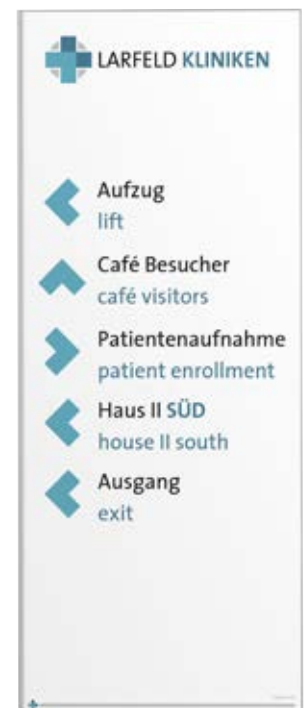 LARFELD KLINIKEN
Aufzug
lift
Café Besucher
café visitors
Patientenaufnahme
patient enrollment
Haus II SÜD
house II south
Ausgang
exit